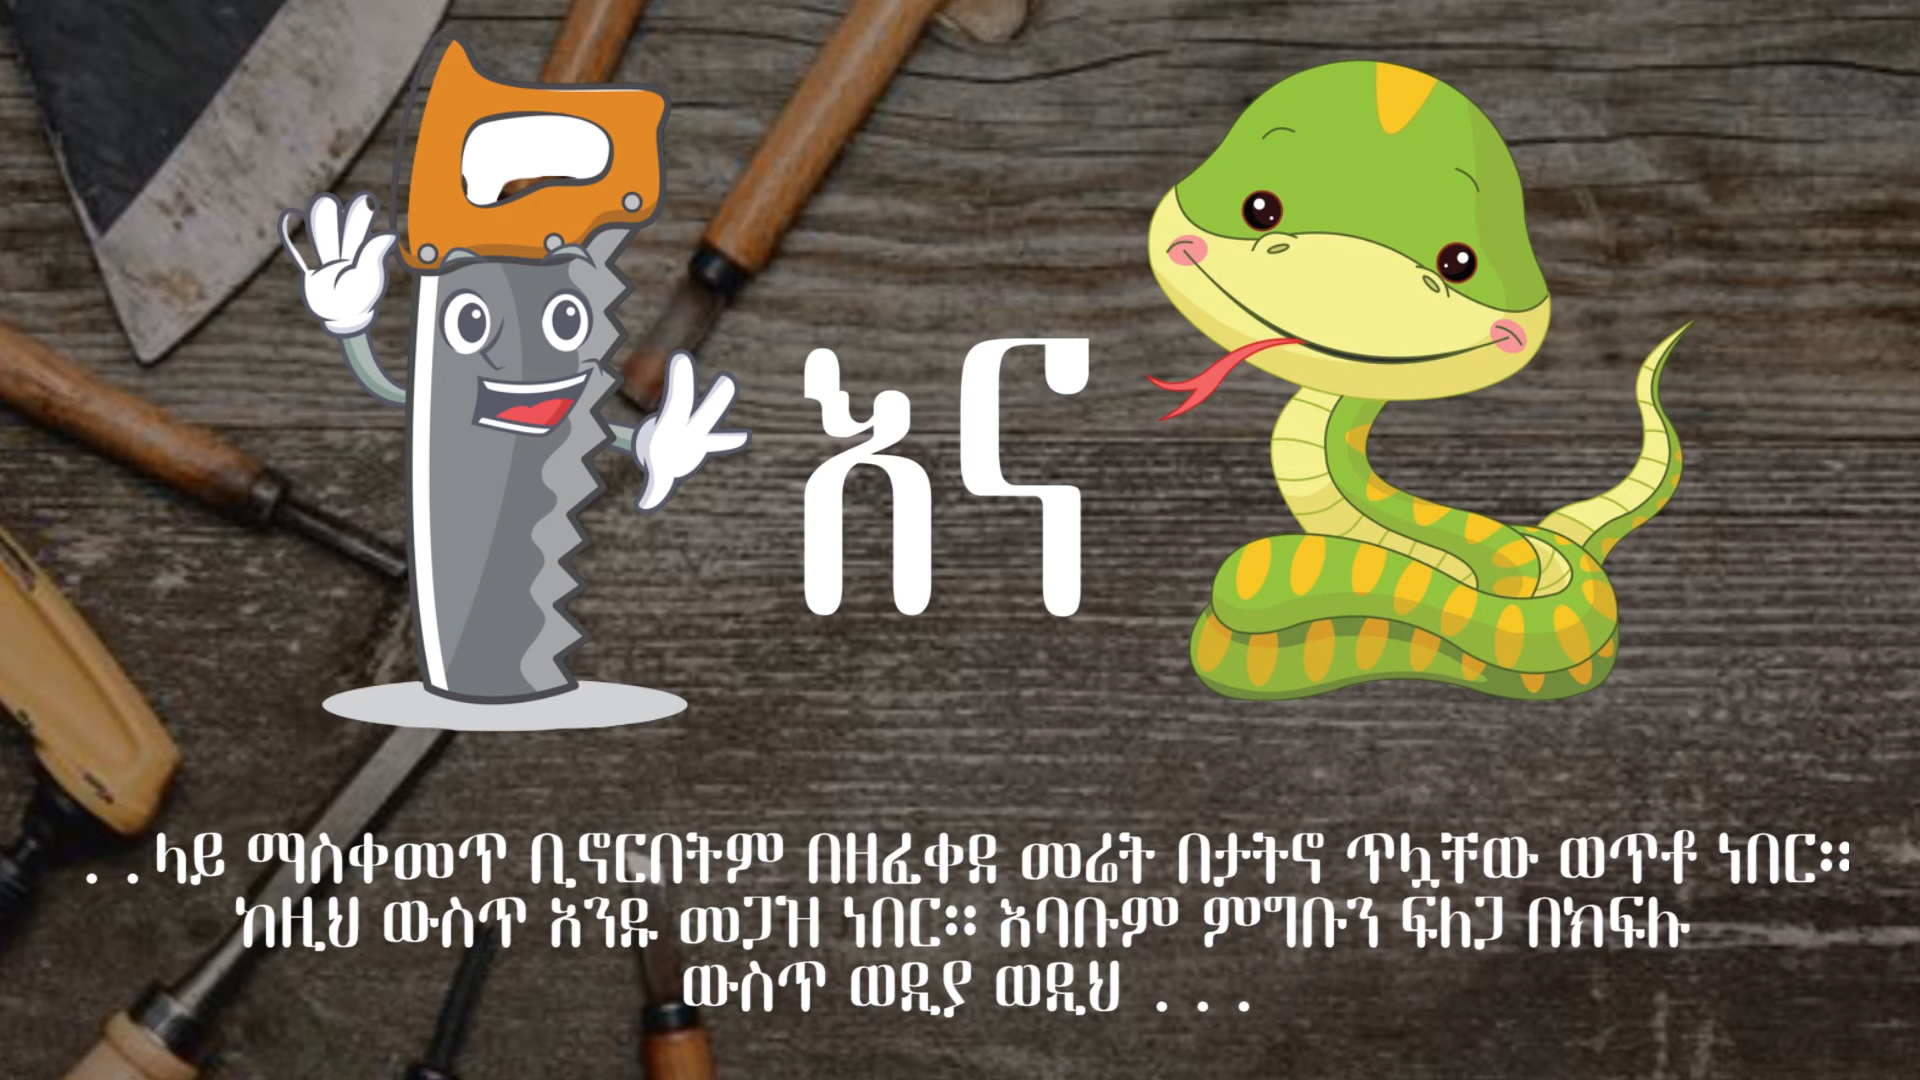 እና
. . ላይ ማስቀመጥ ቢኖርበትም በዘፈቀደ መሬት በታትኖ ጥሏቸው ወጥቶ ነበር።
ከዚህ ውስጥ አንዱ መጋዝ ነበር። እባቡም ምግቡን ፍለጋ በክፍሉ
ውስጥ ወዲያ ወዲህ . . .